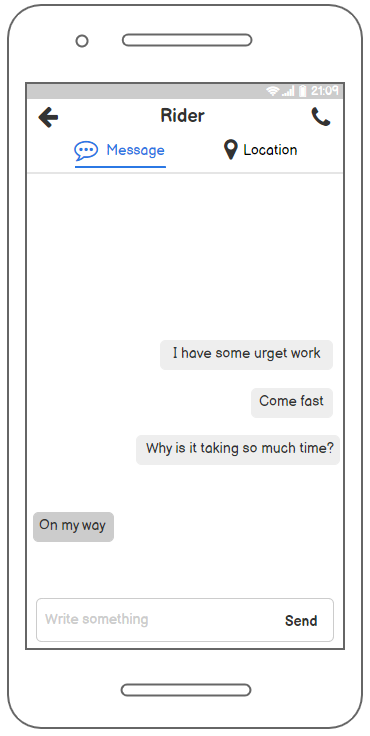 21:09
Rider
Message Location
I have some urget work
Come fast
Why is it taking so much time?
On my way
Write something Send